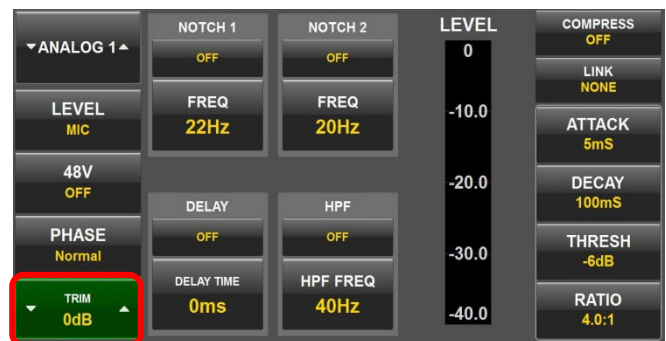 ▼ANALOG 1▲
LEVEL
MIC
48V
OFF
PHASE
Normal
▼ TRIM ▲
0dB
NOTCH 1
OFF
FREQ
22Hz
NOTCH 2
OFF
FREQ
20Hz
DELAY
OFF
DELAY TIME
0ms
HPF
OFF
HPF FREQ
40Hz
LEVEL
0
-10.0
-20.0
-30.0
-40.0
COMPRESS
OFF
LINK
NONE
ATTACK
5mS
DECAY
100mS
THRESH
-6dB
RATIO
4.0:1